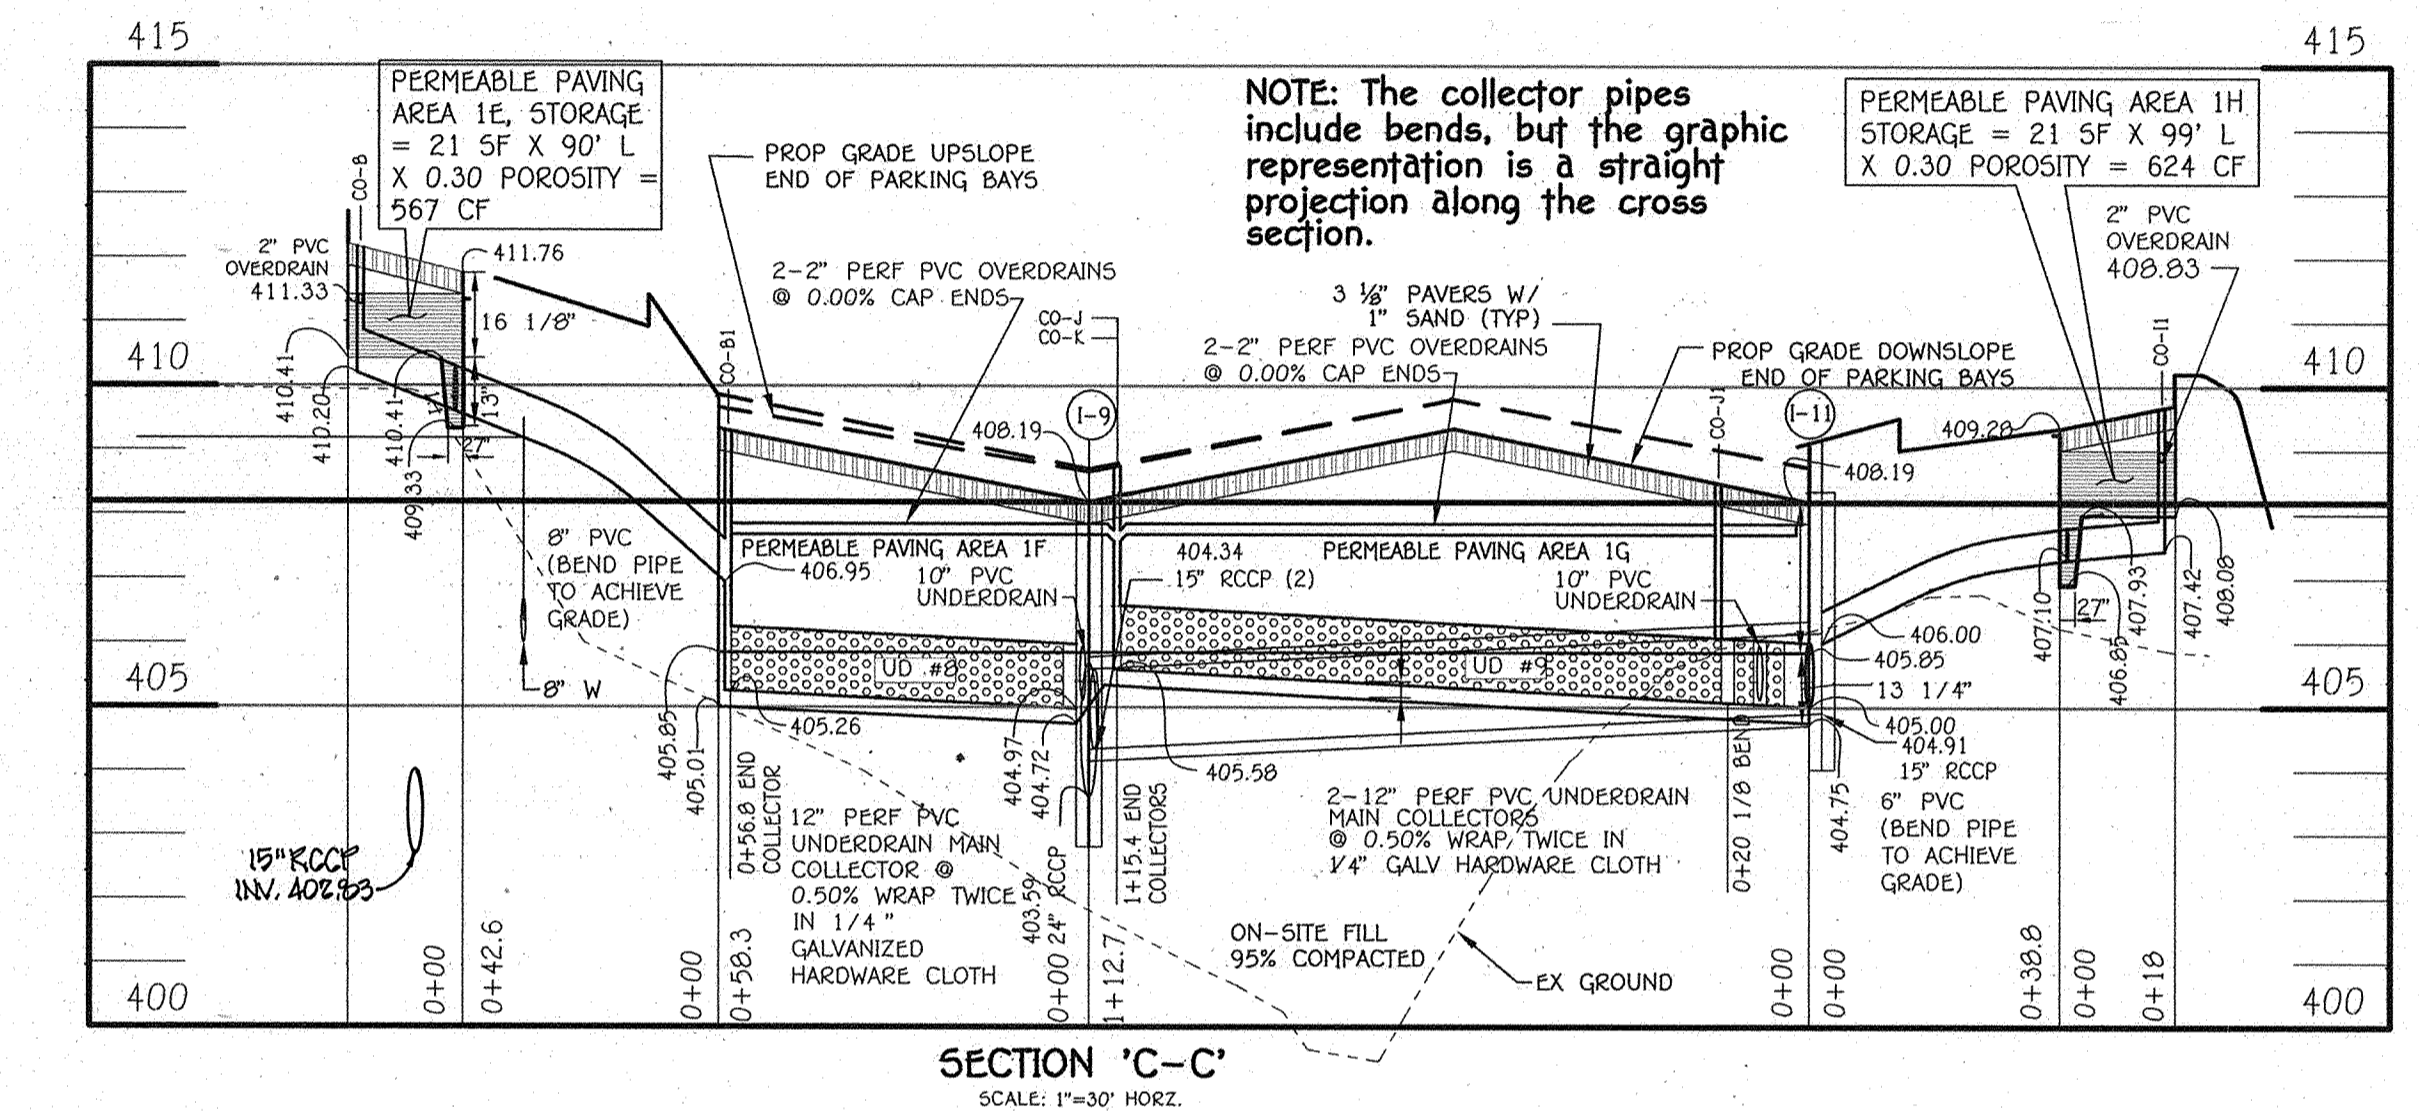 415
415
PERMEABLE PAVING
AREA 1E, STORAGE
= 21 SF X 90' L
X 0.30 POROSITY =
567 CF
NOTE: The collector pipes
include bends, but the graphic
representation is a straight
projection along the cross
section.
PERMEABLE PAVING AREA 1H
STORAGE = 21 SF X 99' L
X 0.30 POROSITY = 624 CF
PROP GRADE UPSLOPE
END OF PARKING BAYS
CO-B
2" PVC
OVERDRAIN
411.33
411.76
16 1/8"
2-2" PERF PVC OVERDRAINS
@ 0.00% CAP ENDS
CO-J
CO-K
3 1/8" PAVERS W/
1" SAND (TYP)
2-2" PERF PVC OVERDRAINS
@ 0.00% CAP ENDS
2" PVC
OVERDRAIN
408.83
PROP GRADE DOWNSLOPE
END OF PARKING BAYS
CO-I1
410
410
410.41
410.20
410.41
13"
27"
409.33
CO-B1
408.19
I-9
CO-J1
I-11
408.19
409.28
8" PVC
(BEND PIPE
TO ACHIEVE
GRADE)
8" W
PERMEABLE PAVING AREA 1F
406.95
10" PVC
UNDERDRAIN
404.34
15" RCCP (2)
PERMEABLE PAVING AREA 1G
10" PVC
UNDERDRAIN
407.10
27"
406.85
407.93
407.42
408.08
406.00
405.85
13 1/4"
405.00
404.91
15" RCCP
405
405
UD #8
UD #9
405.85
405.01
405.26
404.97
404.72
405.58
404.75
0+56.8 END
COLLECTOR
12" PERF PVC
UNDERDRAIN MAIN
COLLECTOR @
0.50% WRAP TWICE
IN 1/4 "
GALVANIZED
HARDWARE CLOTH
403.59
24" RCCP
1+15.4 END
COLLECTORS
2-12" PERF PVC UNDERDRAIN
MAIN COLLECTORS
@ 0.50% WRAP TWICE IN
1/4" GALV HARDWARE CLOTH
0+20 1/8 BEND
6" PVC
(BEND PIPE
TO ACHIEVE
GRADE)
15" RCCP
INV. 402.83
ON-SITE FILL
95% COMPACTED
EX GROUND
400
0+00
0+42.6
0+00
0+58.3
0+00
1+12.7
0+00
0+00
0+38.8
0+00
0+18
400
SECTION 'C-C'
SCALE: 1"=30' HORZ.